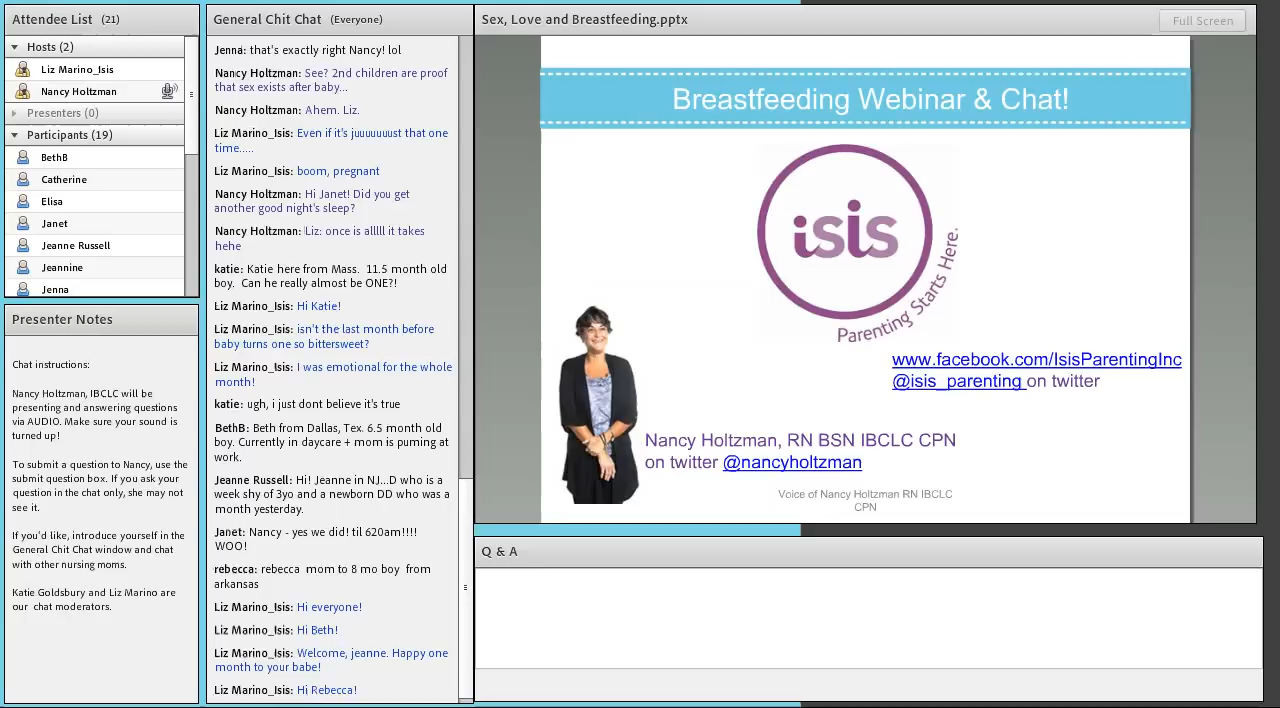 Attendee List (21)
Hosts (2)
Liz Marino_Isis
Nancy Holtzman
Presenters (0)
Participants (19)
BethB
Catherine
Elisa
Janet
Jeanne Russell
Jeannine
Jenna
Presenter Notes
Chat instructions:
Nancy Holtzman, IBCLC will be
presenting and answering questions
via AUDIO. Make sure your sound is
turned up!
To submit a question to Nancy, use the
submit question box. If you ask your
question in the chat only, she may not
see it.
If you'd like, introduce yourself in the
General Chit Chat window and chat
with other nursing moms.
Katie Goldsbury and Liz Marino are
our chat moderators.
General Chit Chat (Everyone)
Jenna: that's exactly right Nancy! lol
Nancy Holtzman: See? 2nd children are proof
that sex exists after baby...
Nancy Holtzman: Ahem. Liz.
Liz Marino_Isis: Even if it's juuuuuuust that one
time.....
Liz Marino_Isis: boom, pregnant
Nancy Holtzman: Hi Janet! Did you get
another good night's sleep?
Nancy Holtzman: Liz: once is alllll it takes
hehe
katie: Katie here from Mass. 11.5 month old
boy. Can he really almost be ONE?!
Liz Marino_Isis: Hi Katie!
Liz Marino_Isis: isn't the last month before
baby turns one so bittersweet?
Liz Marino_Isis: I was emotional for the whole
month!
katie: ugh, i just dont believe it's true
BethB: Beth from Dallas, Tex. 6.5 month old
boy. Currently in daycare + mom is puming at
work.
Jeanne Russell: Hi! Jeanne in NJ...D who is a
week shy of 3yo and a newborn DD who was a
month yesterday.
Janet: Nancy - yes we did! til 620am!!!!
WOO!
rebecca: rebecca mom to 8 mo boy from
arkansas
Liz Marino_Isis: Hi everyone!
Liz Marino_Isis: Hi Beth!
Liz Marino_Isis: Welcome, jeanne. Happy one
month to your babe!
Liz Marino_Isis: Hi Rebecca!
Sex, Love and Breastfeeding.pptx
Full Screen
Breastfeeding Webinar & Chat!
isis
Parenting Starts Here.
www.facebook.com/IsisParentingInc
@isis_parenting on twitter
Nancy Holtzman, RN BSN IBCLC CPN
on twitter @nancyholtzman
Voice of Nancy Holtzman RN IBCLC
CPN
Q & A